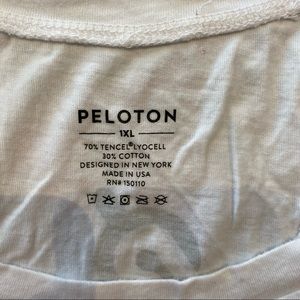 PELOTON
1XL
70% TENCEL®LYOCELL
30% COTTON
DESIGNED IN NEW YORK
MADE IN USA
RN# 150110